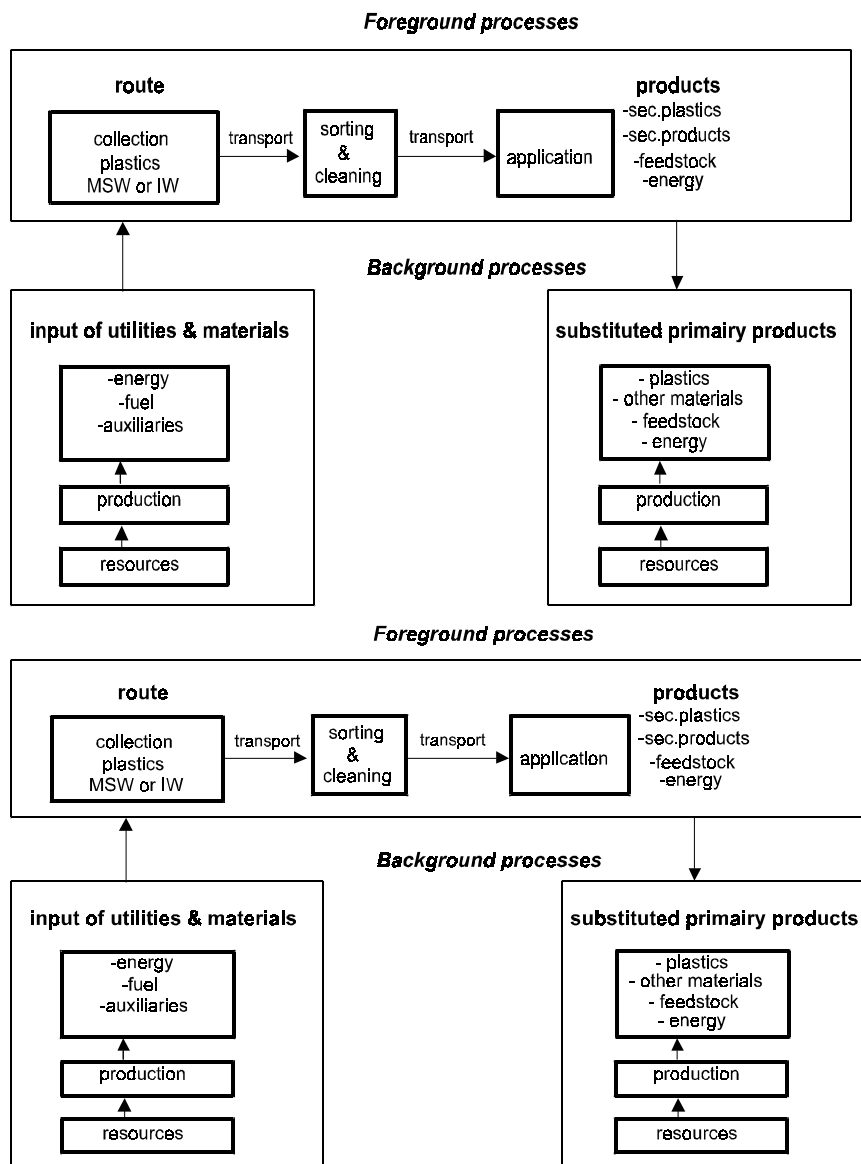 Foreground processes
route
collection
plastics
MSW or IW
transport
sorting
&
cleaning
transport
application
products
-sec.plastics
-sec.products
-feedstock
-energy
Background processes
input of utilities & materials
-energy
-fuel
-auxiliaries
production
resources
substituted primairy products
- plastics
- other materials
- feedstock
- energy
production
resources
Foreground processes
route
collection
plastics
MSW or IW
transport
sorting
&
cleaning
transport
application
products
-sec.plastics
-sec.products
-feedstock
-energy
Background processes
input of utilities & materials
-energy
-fuel
-auxiliaries
production
resources
substituted primairy products
- plastics
- other materials
- feedstock
- energy
production
resources